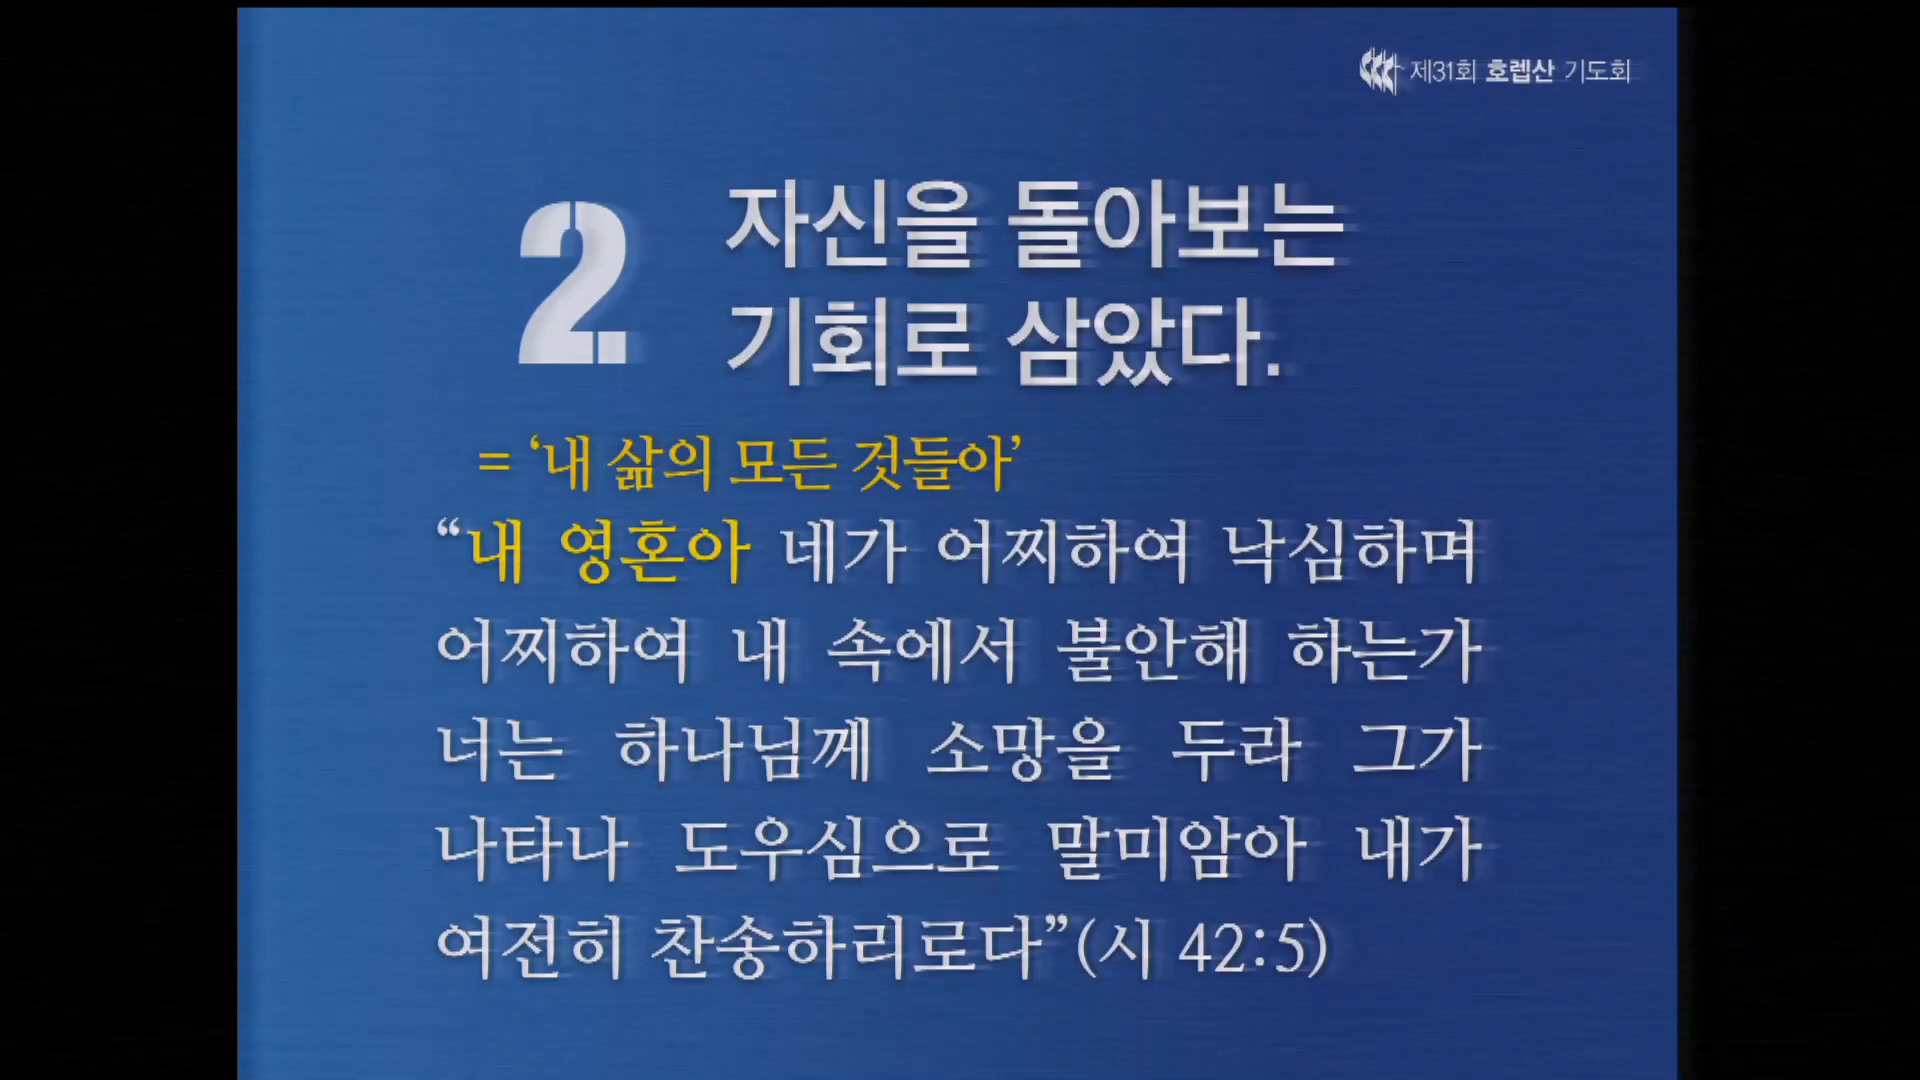 제31회 호렙산 기도회
2. 자신을 돌아보는
기회로 삼았다.
= ‘내 삶의 모든 것들아’
“내 영혼아 네가 어찌하여 낙심하며
어찌하여 내 속에서 불안해 하는가
너는 하나님께 소망을 두라 그가
나타나 도우심으로 말미암아 내가
여전히 찬송하리로다”(시 42:5)